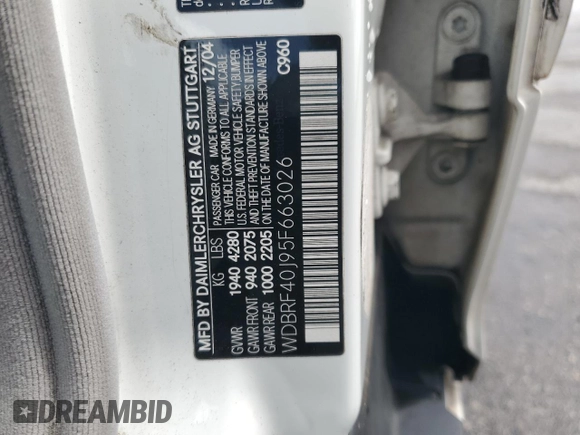 MFD BY DAIMLERCHRYSLER AG STUTTGART
PASSENGER CAR MADE IN GERMANY 12/04
KG LBS
THIS VEHICLE CONFORMS TO ALL APPLICABLE
GVWR 1940 4280
U.S. FEDERAL MOTOR VEHICLE SAFETY, BUMPER
GAWR FRONT 940 2075
AND THEFT PREVENTION STANDARDS IN EFFECT
GAWR REAR 1000 2205
ON THE DATE OF MANUFACTURE SHOWN ABOVE
WDBRF40J95F663026
C960
DREAMBID